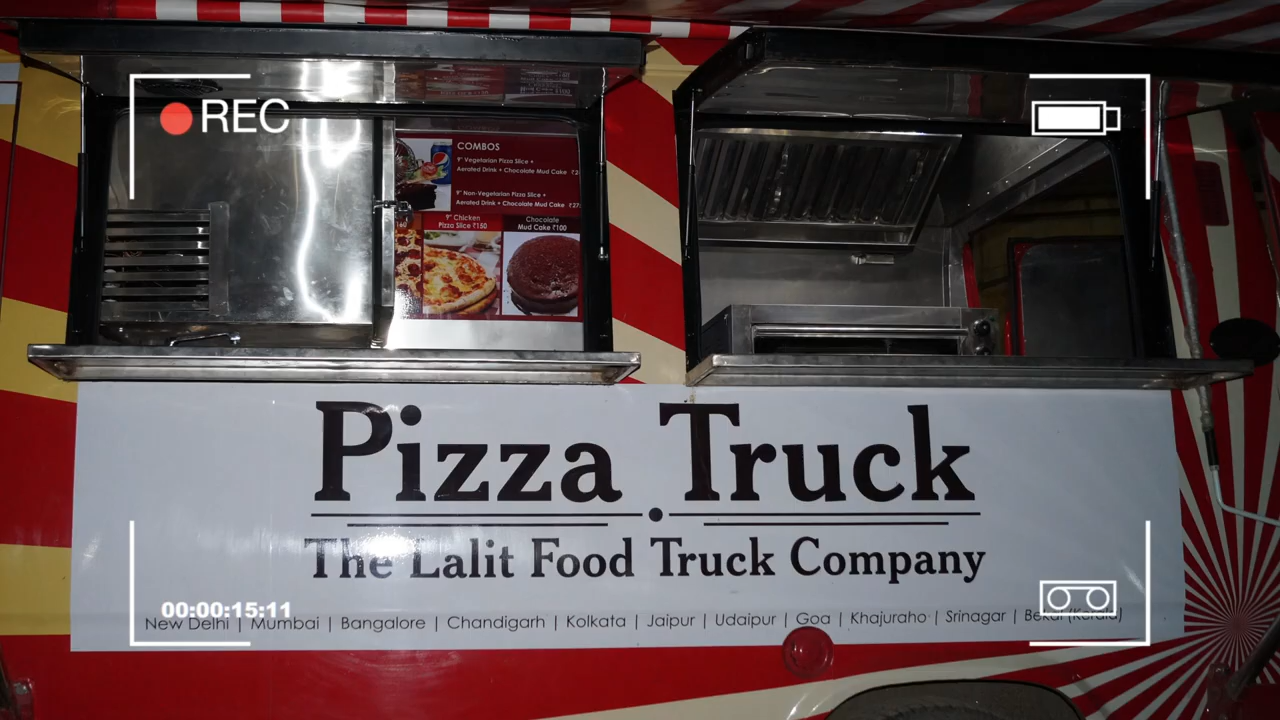 REC
COMBOS
9" Vegetarian Pizza Slice +
Aerated Drink + Chocolate Mud Cake
9" Non-Vegetarian Pizza Slice +
Aerated Drink + Chocolate Mud Cake
9" Chicken
Pizza Slice ₹150
Chocolate
Mud Cake ₹100
Pizza Truck
The Lalit Food Truck Company
00:00:15:11
New Delhi | Mumbai | Bangalore | Chandigarh | Kolkata | Jaipur | Udaipur | Goa | Khajuraho | Srinagar | Bekal (Kerala)